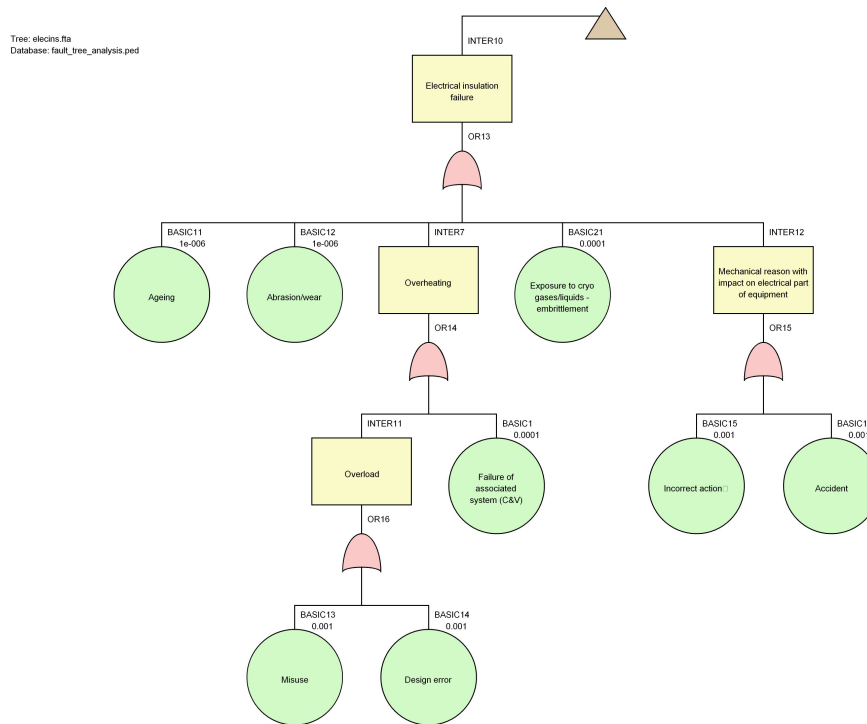 INTER10
Tree: elecins.fta
Database: fault_tree_analysis.ped
Electrical insulation
failure
OR13
BASIC11
1e-006
BASIC12
1e-006
INTER7
BASIC21
0.0001
INTER12
Ageing
Abrasion/wear
Overheating
Exposure to cryo
gases/liquids -
embrittlement
Mechanical reason with
impact on electrical part
of equipment
OR14
OR15
INTER11
BASIC1
0.0001
BASIC15
0.001
BASIC1
0.001
Overload
Failure of
associated
system (C&V)
Incorrect action□
Accident
OR16
BASIC13
0.001
BASIC14
0.001
Misuse
Design error